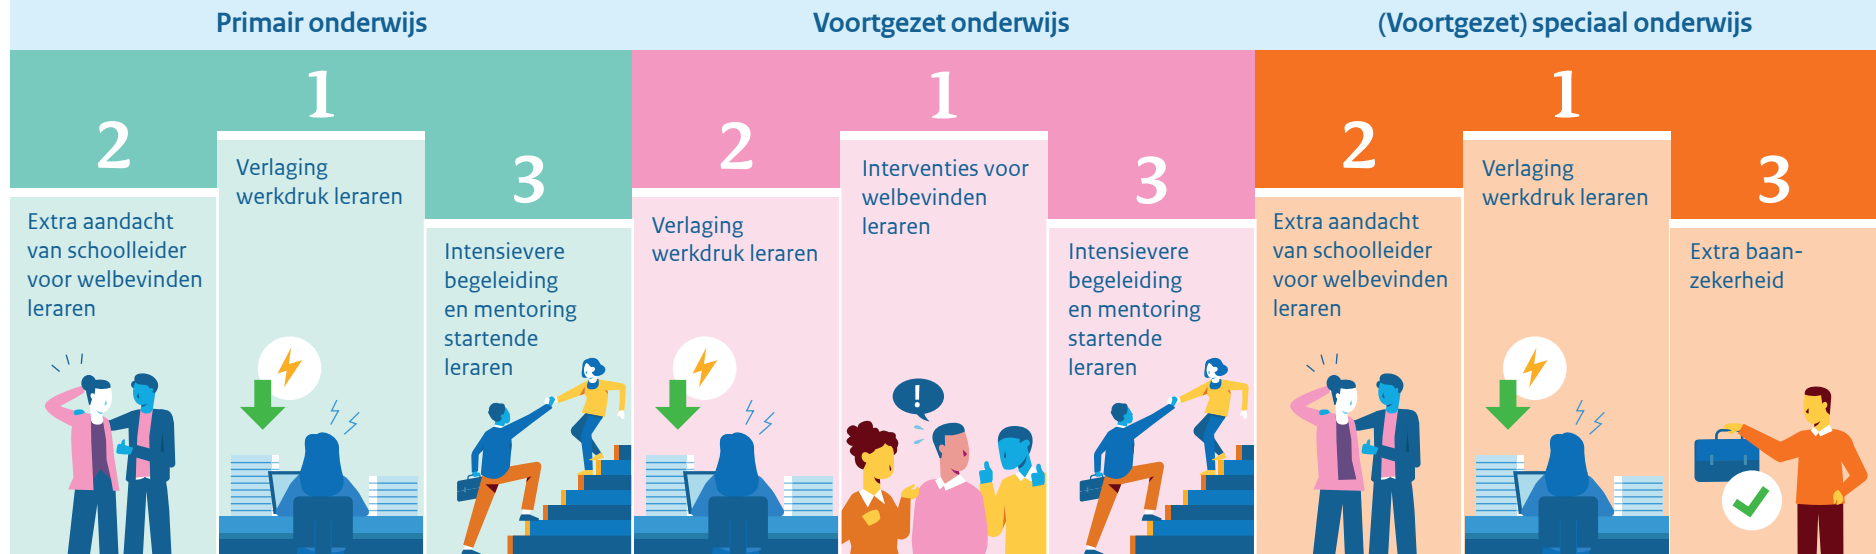 Primair onderwijs
2
Extra aandacht
van schoolleider
voor welbevinden
leraren
1
Verlaging
werkdruk leraren
3
Intensievere
begeleiding
en mentoring
startende
leraren
Voortgezet onderwijs
2
Verlaging
werkdruk leraren
1
Interventies voor
welbevinden
leraren
!
3
Intensievere
begeleiding
en mentoring
startende
leraren
(Voortgezet) speciaal onderwijs
2
Extra aandacht
van schoolleider
voor welbevinden
leraren
1
Verlaging
werkdruk leraren
3
Extra baan-
zekerheid